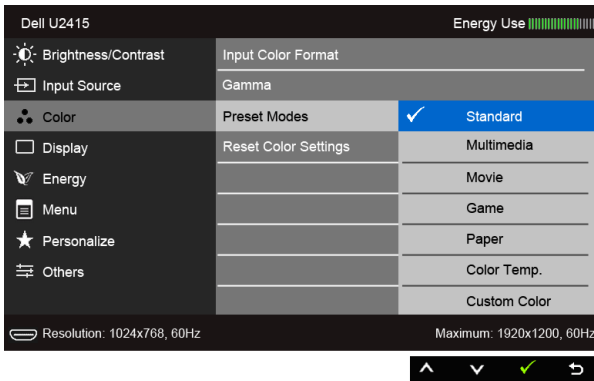 Dell U2415
Energy Use
Brightness/Contrast
Input Source
Color
Display
Energy
Menu
Personalize
Others
Input Color Format
Gamma
Preset Modes
Reset Color Settings
Standard
Multimedia
Movie
Game
Paper
Color Temp.
Custom Color
Resolution: 1024x768, 60Hz
Maximum: 1920x1200, 60Hz